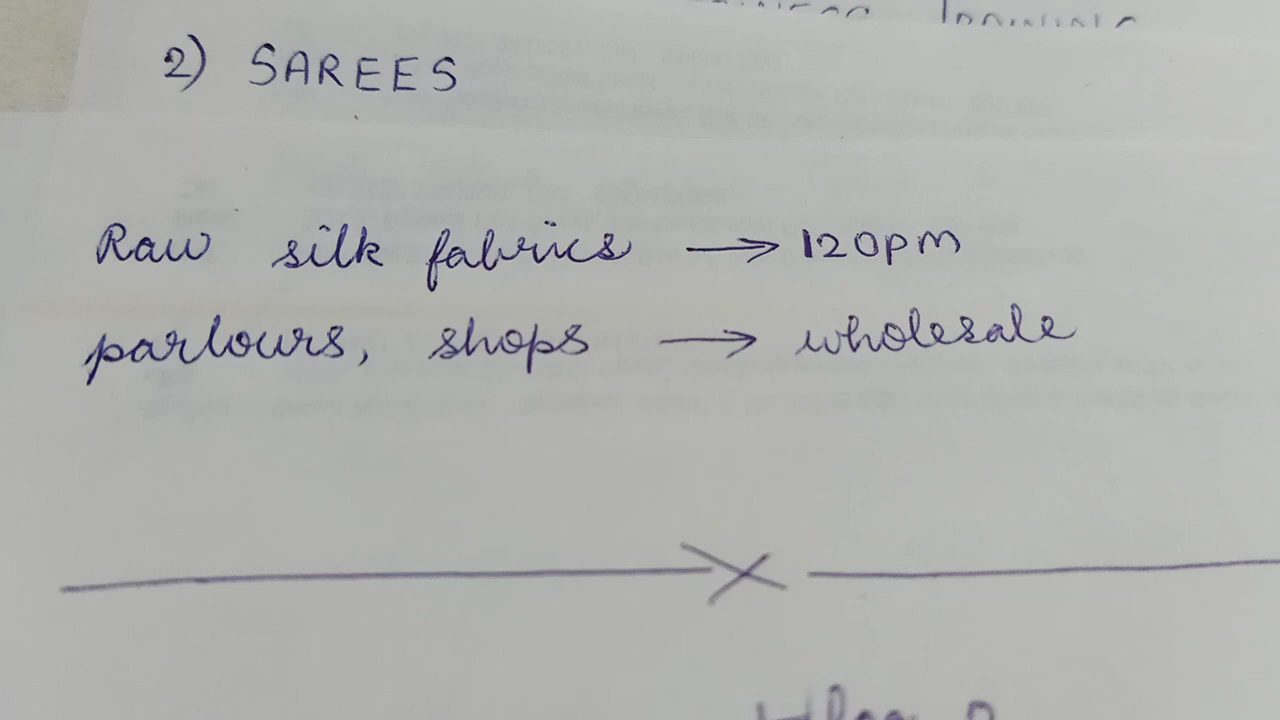 2) SAREES
Raw silk fabrics → 120pm
parlours, shops → wholesale